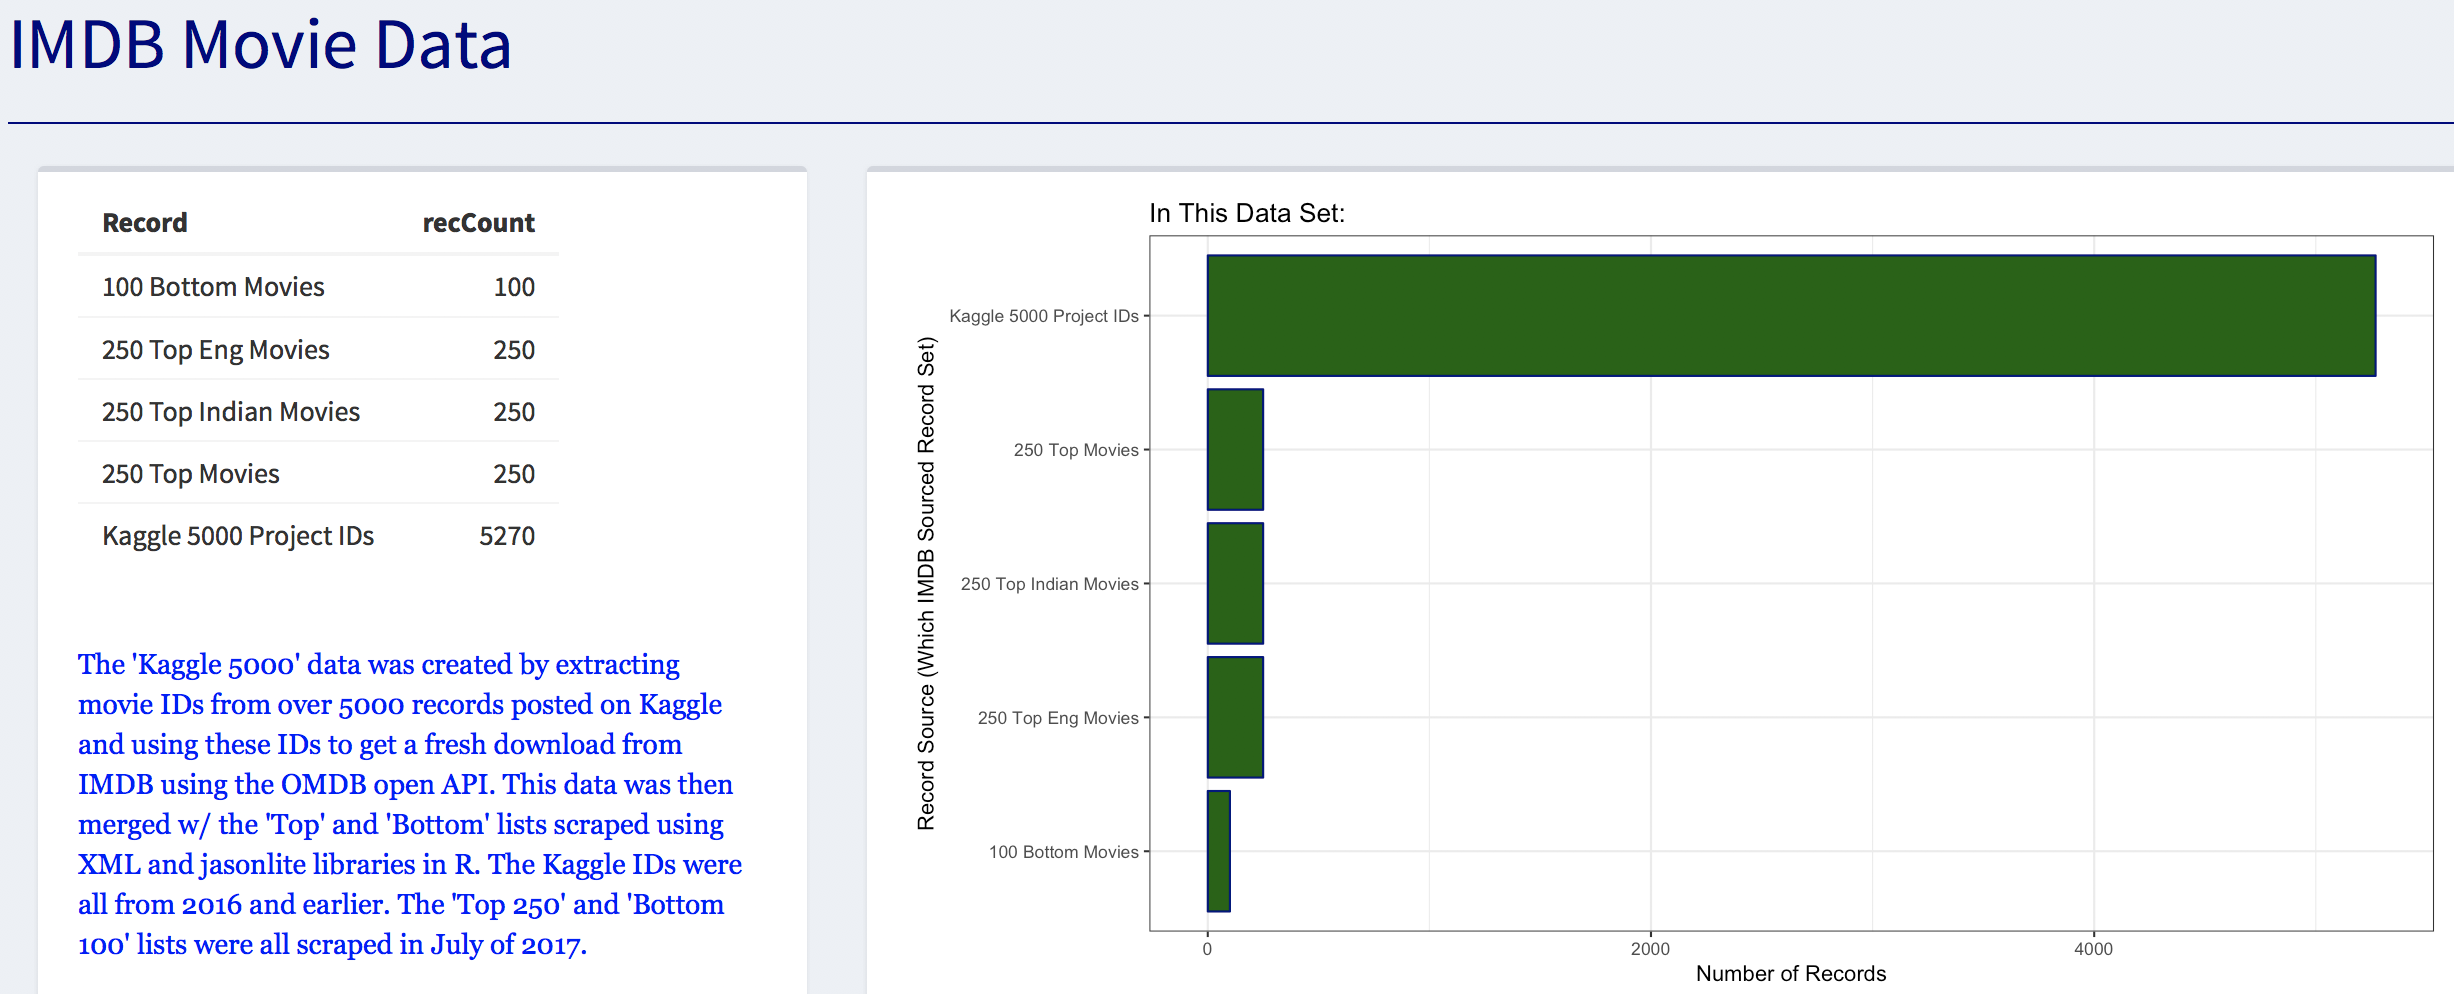 IMDB Movie Data
Record recCount
100 Bottom Movies 100
250 Top Eng Movies 250
250 Top Indian Movies 250
250 Top Movies 250
Kaggle 5000 Project IDs 5270
The 'Kaggle 5000' data was created by extracting
movie IDs from over 5000 records posted on Kaggle
and using these IDs to get a fresh download from
IMDB using the OMDB open API. This data was then
merged w/ the 'Top' and 'Bottom' lists scraped using
XML and jasonlite libraries in R. The Kaggle IDs were
all from 2016 and earlier. The 'Top 250' and 'Bottom
100' lists were all scraped in July of 2017.
In This Data Set:
Record Source (Which IMDB Sourced Record Set)
Kaggle 5000 Project IDs
250 Top Movies
250 Top Indian Movies
250 Top Eng Movies
100 Bottom Movies
0 2000 4000
Number of Records